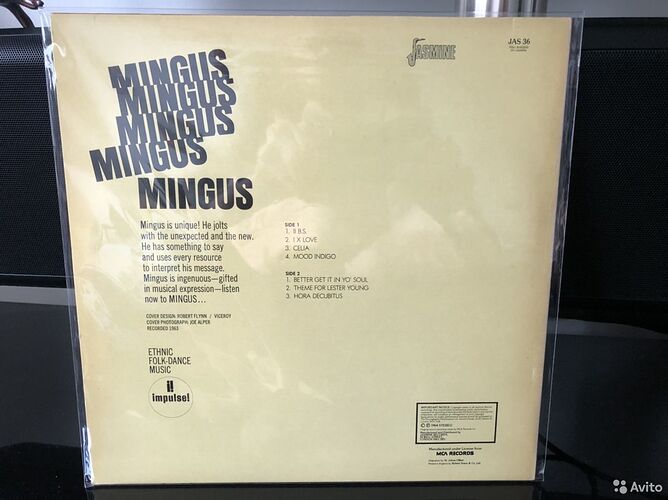 JASMINE
JAS 36
MINGUS
MINGUS
MINGUS
MINGUS
MINGUS
Mingus is unique! He jolts
with the unexpected and the new.
He has something to say
and uses every resource
to interpret his message.
Mingus is ingenuous—gifted
in musical expression—listen
now to MINGUS...
COVER DESIGN: ROBERT FLYNN / VICEROY
COVER PHOTOGRAPH: JOE ALPER
RECORDED 1963
ETHNIC
FOLK-DANCE
MUSIC
i!
impulse!
SIDE 1
1. II B.S.
2. I X LOVE
3. CELIA
4. MOOD INDIGO
SIDE 2
1. BETTER GET IT IN YO' SOUL
2. THEME FOR LESTER YOUNG
3. HORA DECUBITUS
Manufactured under License from
MCA RECORDS
Avito